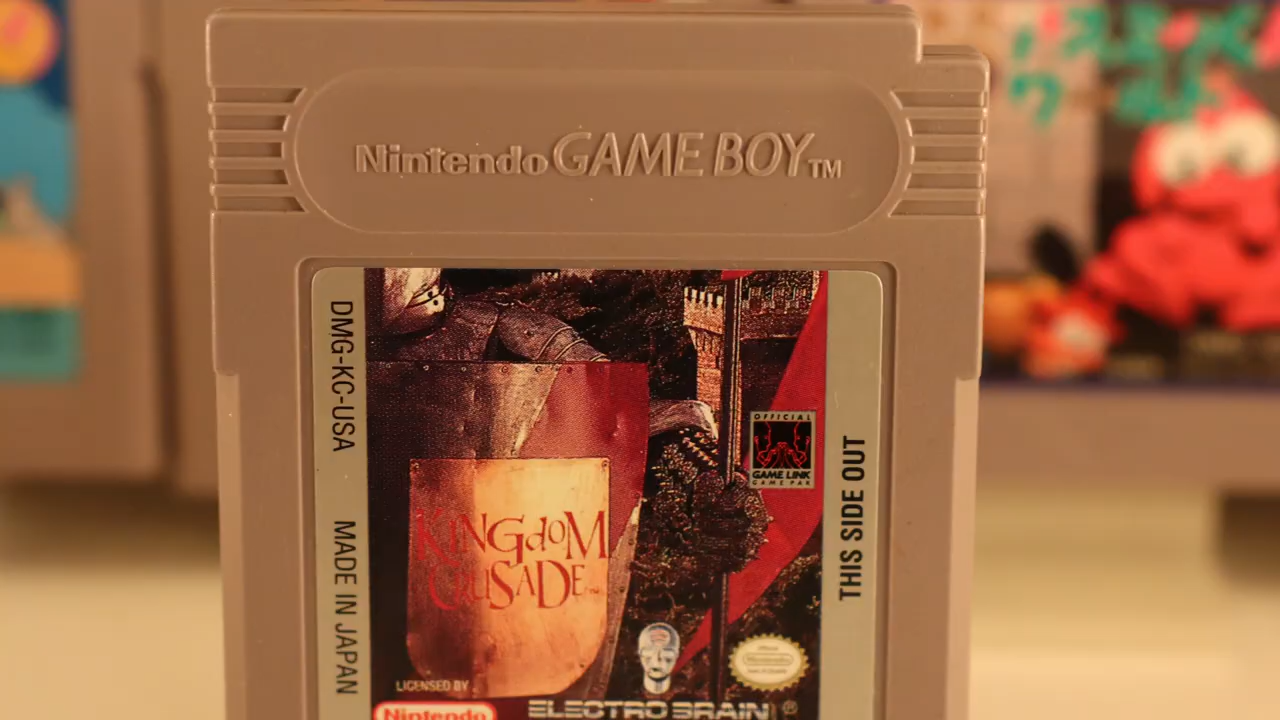 Nintendo GAME BOY TM
DMG-KC-USA
MADE IN JAPAN
OFFICIAL
GAME LINK
GAME PAK
THIS SIDE OUT
KINGdOM
CRUSADE
LICENSED BY
Nintendo
Nintendo
ELECTRO BRAIN ®